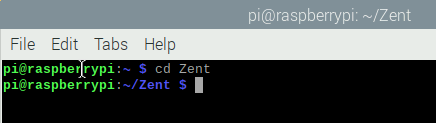 pi@raspberrypi: ~/Zent
File Edit Tabs Help
pi@raspberrypi:~ $ cd Zent
pi@raspberrypi:~/Zent $